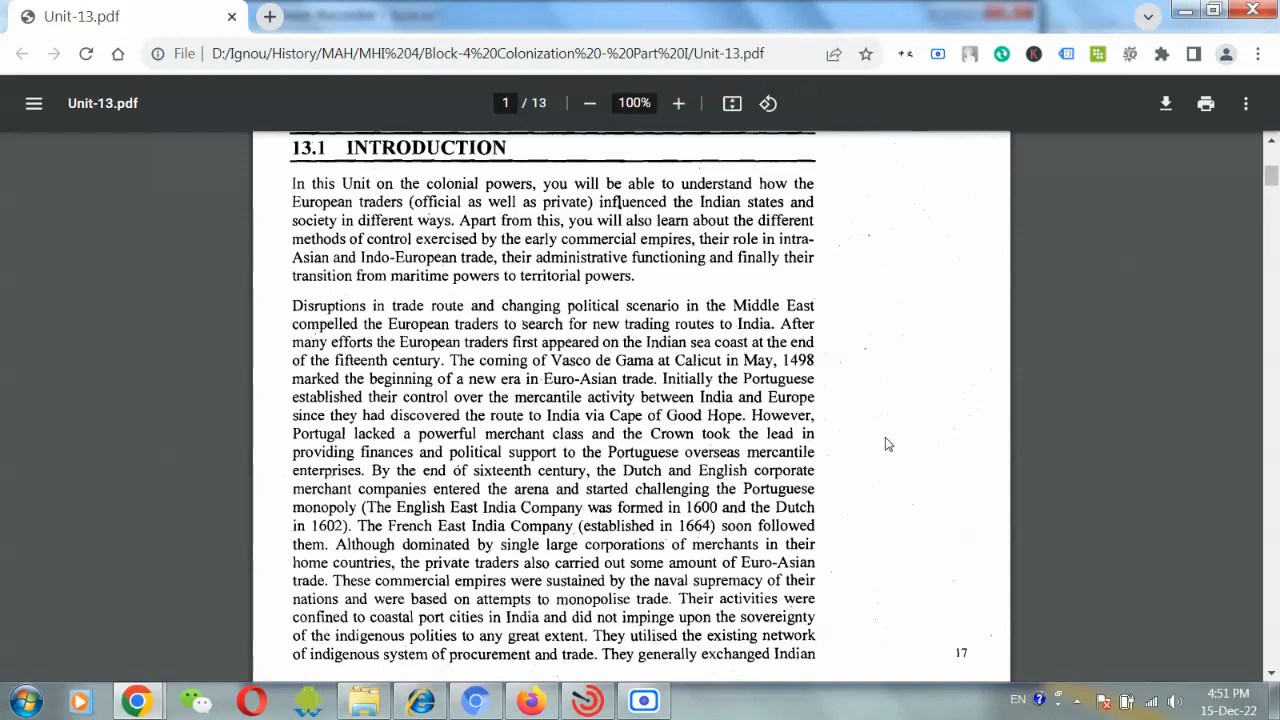 Unit-13.pdf
File
D:/Ignou/History/MAH/MHI%204/Block-4%20Colonization%20-%20Part%20I/Unit-13.pdf
Unit-13.pdf
1 / 13
100%
13.1 INTRODUCTION
In this Unit on the colonial powers, you will be able to understand how the
European traders (official as well as private) influenced the Indian states and
society in different ways. Apart from this, you will also learn about the different
methods of control exercised by the early commercial empires, their role in intra-
Asian and Indo-European trade, their administrative functioning and finally their
transition from maritime powers to territorial powers.
Disruptions in trade route and changing political scenario in the Middle East
compelled the European traders to search for new trading routes to India. After
many efforts the European traders first appeared on the Indian sea coast at the end
of the fifteenth century. The coming of Vasco de Gama at Calicut in May, 1498
marked the beginning of a new era in Euro-Asian trade. Initially the Portuguese
established their control over the mercantile activity between India and Europe
since they had discovered the route to India via Cape of Good Hope. However,
Portugal lacked a powerful merchant class and the Crown took the lead in
providing finances and political support to the Portuguese overseas mercantile
enterprises. By the end of sixteenth century, the Dutch and English corporate
merchant companies entered the arena and started challenging the Portuguese
monopoly (The English East India Company was formed in 1600 and the Dutch
in 1602). The French East India Company (established in 1664) soon followed
them. Although dominated by single large corporations of merchants in their
home countries, the private traders also carried out some amount of Euro-Asian
trade. These commercial empires were sustained by the naval supremacy of their
nations and were based on attempts to monopolise trade. Their activities were
confined to coastal port cities in India and did not impinge upon the sovereignty
of the indigenous polities to any great extent. They utilised the existing network
of indigenous system of procurement and trade. They generally exchanged Indian
17
EN
4:51 PM
15-Dec-22